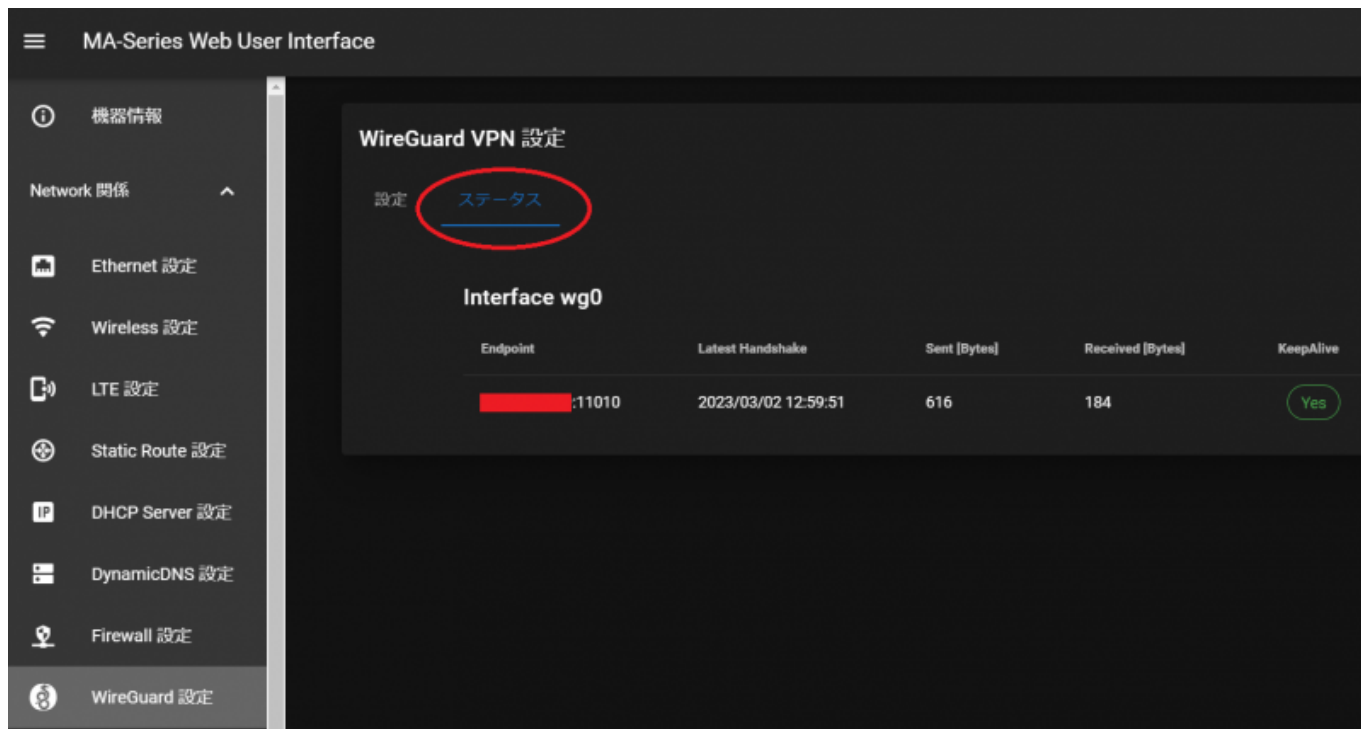 MA-Series Web User Interface
機器情報
Network 関係
Ethernet 設定
Wireless 設定
LTE 設定
Static Route 設定
IP
DHCP Server 設定
DynamicDNS 設定
Firewall 設定
WireGuard 設定
WireGuard VPN 設定
設定 ステータス
Interface wg0
Endpoint Latest Handshake Sent [Bytes] Received [Bytes] KeepAlive
:11010 2023/03/02 12:59:51 616 184 Yes